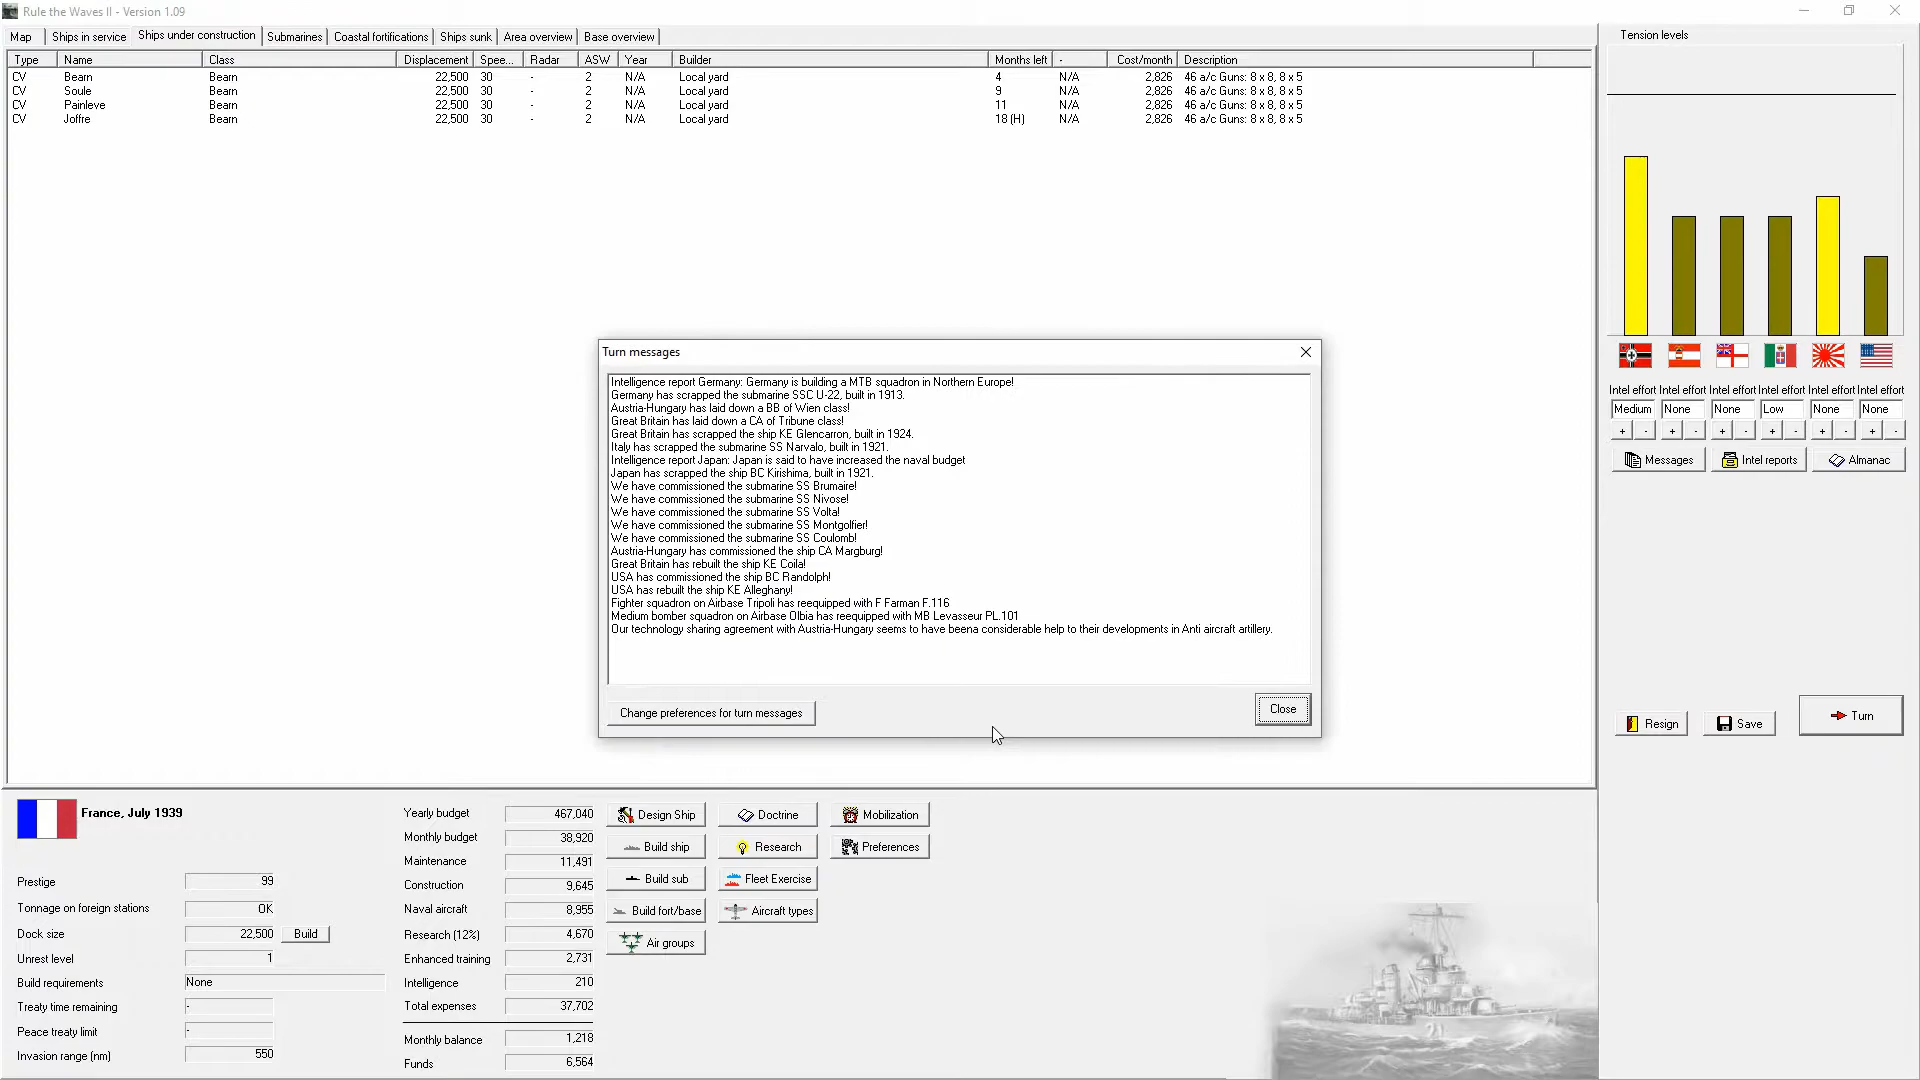 Rule the Waves II - Version 1.09
Map Ships in service Ships under construction Submarines Coastal fortifications Ships sunk Area overview Base overview
Type Name Class Displacement Spee... Radar ASW Year Builder Months left - Cost/month Description
CV Bearn Bearn 22,500 30 - 2 N/A Local yard 4 N/A 2,826 46 a/c Guns: 8 x 8, 8 x 5
CV Soule Bearn 22,500 30 - 2 N/A Local yard 9 N/A 2,826 46 a/c Guns: 8 x 8, 8 x 5
CV Painleve Bearn 22,500 30 - 2 N/A Local yard 11 N/A 2,826 46 a/c Guns: 8 x 8, 8 x 5
CV Joffre Bearn 22,500 30 - 2 N/A Local yard 18 (H) N/A 2,826 46 a/c Guns: 8 x 8, 8 x 5
Turn messages
Intelligence report Germany: Germany is building a MTB squadron in Northern Europe!
Germany has scrapped the submarine SSC U-22, built in 1913.
Austria-Hungary has laid down a BB of Wien class!
Great Britain has laid down a CA of Tribune class!
Great Britain has scrapped the ship KE Glencarron, built in 1924.
Italy has scrapped the submarine SS Narvalo, built in 1921.
Intelligence report Japan: Japan is said to have increased the naval budget
Japan has scrapped the ship BC Kirishima, built in 1921.
We have commissioned the submarine SS Brumaire!
We have commissioned the submarine SS Nivose!
We have commissioned the submarine SS Volta!
We have commissioned the submarine SS Montgolfier!
We have commissioned the submarine SS Coulomb!
Austria-Hungary has commissioned the ship CA Margburg!
Great Britain has rebuilt the ship KE Coila!
USA has commissioned the ship BC Randolph!
USA has rebuilt the ship KE Alleghany!
Fighter squadron on Airbase Tripoli has reequipped with F Farman F.116
Medium bomber squadron on Airbase Olbia has reequipped with MB Levasseur PL.101
Our technology sharing agreement with Austria-Hungary seems to have beena considerable help to their developments in Anti aircraft artillery.
Change preferences for turn messages
Close
Tension levels
Intel effort Intel effort Intel effort Intel effort Intel effort Intel effort
Medium None None Low None None
+ - + - + - + - + - + -
Messages Intel reports Almanac
Resign Save Turn
France, July 1939
Prestige 99
Tonnage on foreign stations OK
Dock size 22,500 Build
Unrest level 1
Build requirements None
Treaty time remaining -
Peace treaty limit -
Invasion range (nm) 550
Yearly budget 467,040
Monthly budget 38,920
Maintenance 11,491
Construction 9,645
Naval aircraft 8,955
Research (12%) 4,670
Enhanced training 2,731
Intelligence 210
Total expenses 37,702
Monthly balance 1,218
Funds 6,564
Design Ship Doctrine Mobilization
Build ship Research Preferences
Build sub Fleet Exercise
Build fort/base Aircraft types
Air groups